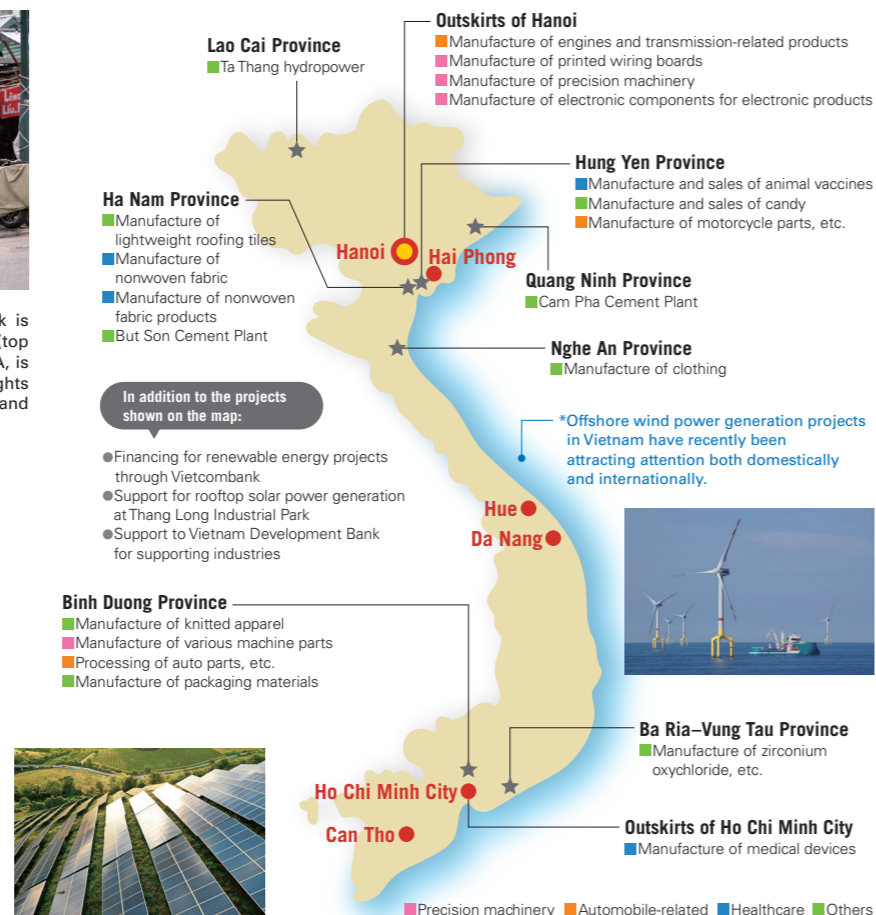 Outskirts of Hanoi
Manufacture of engines and transmission-related products
Manufacture of printed wiring boards
Manufacture of precision machinery
Manufacture of electronic components for electronic products
Lao Cai Province
Ta Thang hydropower
Hung Yen Province
Manufacture and sales of animal vaccines
Manufacture and sales of candy
Manufacture of motorcycle parts, etc.
Ha Nam Province
Manufacture of
lightweight roofing tiles
Manufacture of
nonwoven fabric
Manufacture of nonwoven
fabric products
But Son Cement Plant
Hanoi
Hai Phong
Quang Ninh Province
Cam Pha Cement Plant
Nghe An Province
Manufacture of clothing
k is
(top
A, is
ghts
and
In addition to the projects
shown on the map:
●Financing for renewable energy projects
through Vietcombank
●Support for rooftop solar power generation
at Thang Long Industrial Park
●Support to Vietnam Development Bank
for supporting industries
*Offshore wind power generation projects
in Vietnam have recently been
attracting attention both domestically
and internationally.
Hue
Da Nang
Binh Duong Province
Manufacture of knitted apparel
Manufacture of various machine parts
Processing of auto parts, etc.
Manufacture of packaging materials
Ba Ria–Vung Tau Province
Manufacture of zirconium
oxychloride, etc.
Ho Chi Minh City
Can Tho
Outskirts of Ho Chi Minh City
Manufacture of medical devices
Precision machinery Automobile-related Healthcare Others